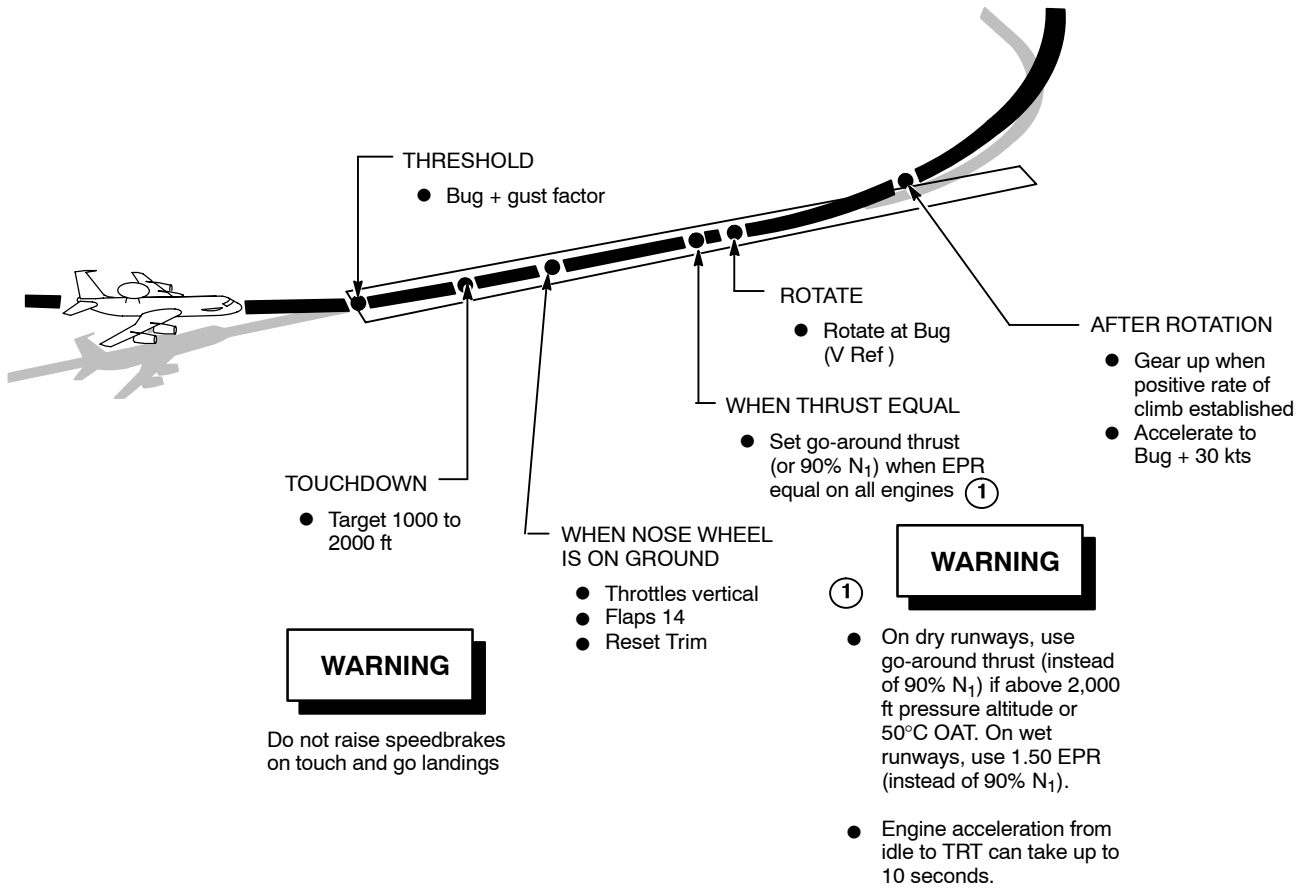 THRESHOLD
● Bug + gust factor
ROTATE
● Rotate at Bug
(V Ref )
AFTER ROTATION
● Gear up when
positive rate of
climb established
● Accelerate to
Bug + 30 kts
WHEN THRUST EQUAL
● Set go-around thrust
(or 90% N₁) when EPR
equal on all engines 1
TOUCHDOWN
● Target 1000 to
2000 ft
WHEN NOSE WHEEL
IS ON GROUND
● Throttles vertical
● Flaps 14
● Reset Trim
WARNING
Do not raise speedbrakes
on touch and go landings
WARNING
1
● On dry runways, use
go-around thrust (instead
of 90% N₁) if above 2,000
ft pressure altitude or
50°C OAT. On wet
runways, use 1.50 EPR
(instead of 90% N₁).
● Engine acceleration from
idle to TRT can take up to
10 seconds.